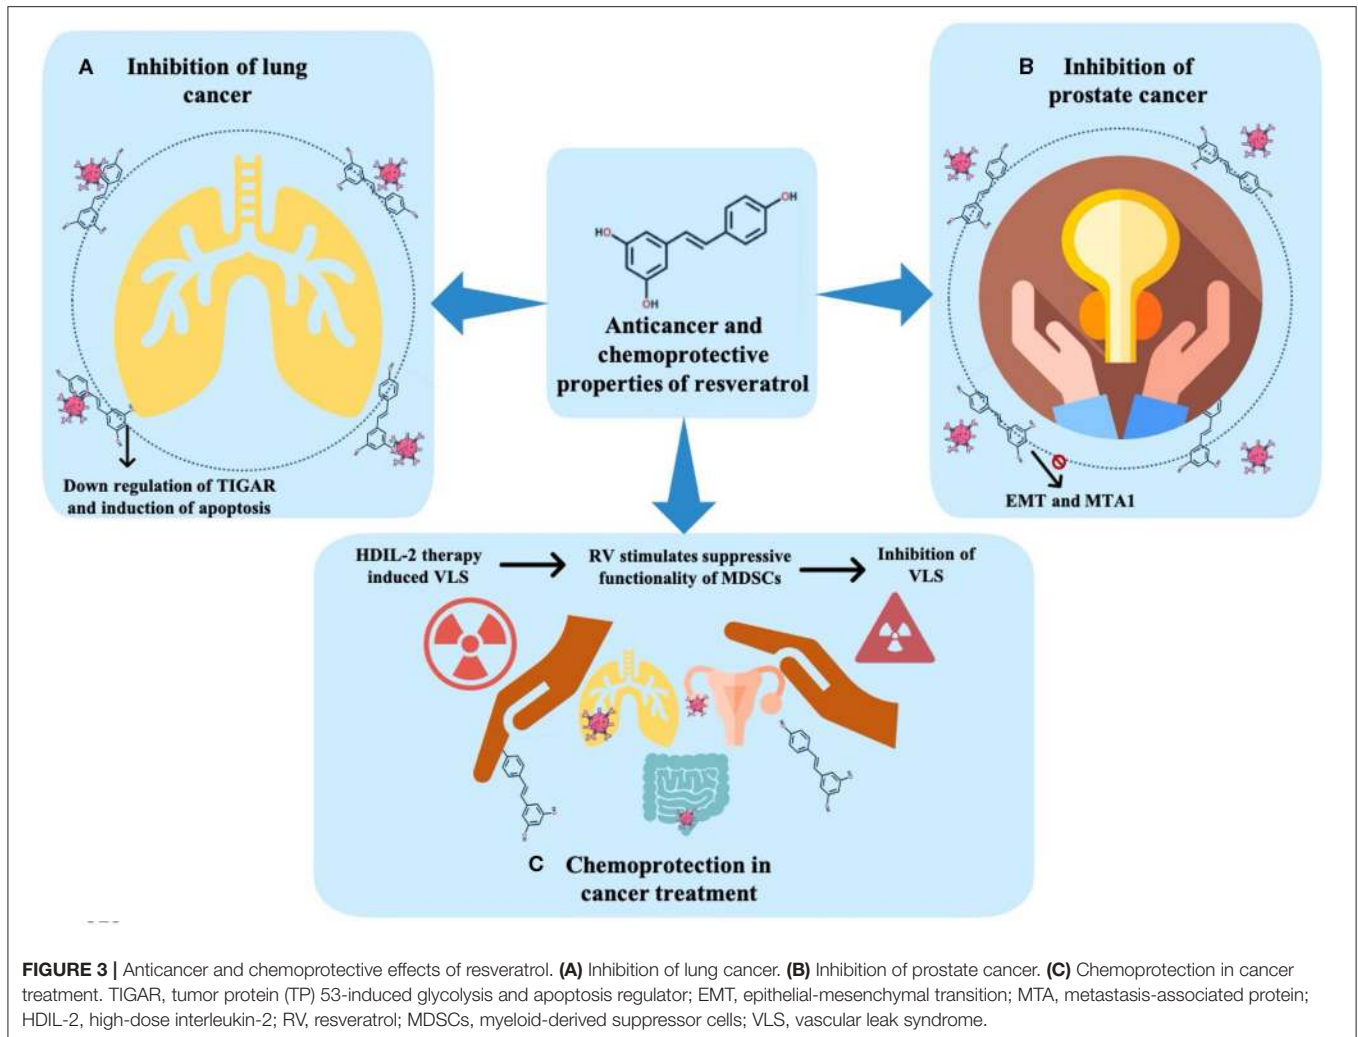 A Inhibition of lung
cancer
B Inhibition of
prostate cancer
HO
OH
OH
Anticancer and
chemoprotective
properties of resveratrol
Down regulation of TIGAR
and induction of apoptosis
EMT and MTA1
HDIL-2 therapy
induced VLS
RV stimulates suppressive
functionality of MDSCs
Inhibition of
VLS
C Chemoprotection in
cancer treatment
FIGURE 3 | Anticancer and chemoprotective effects of resveratrol. (A) Inhibition of lung cancer. (B) Inhibition of prostate cancer. (C) Chemoprotection in cancer
treatment. TIGAR, tumor protein (TP) 53-induced glycolysis and apoptosis regulator; EMT, epithelial-mesenchymal transition; MTA, metastasis-associated protein;
HDIL-2, high-dose interleukin-2; RV, resveratrol; MDSCs, myeloid-derived suppressor cells; VLS, vascular leak syndrome.